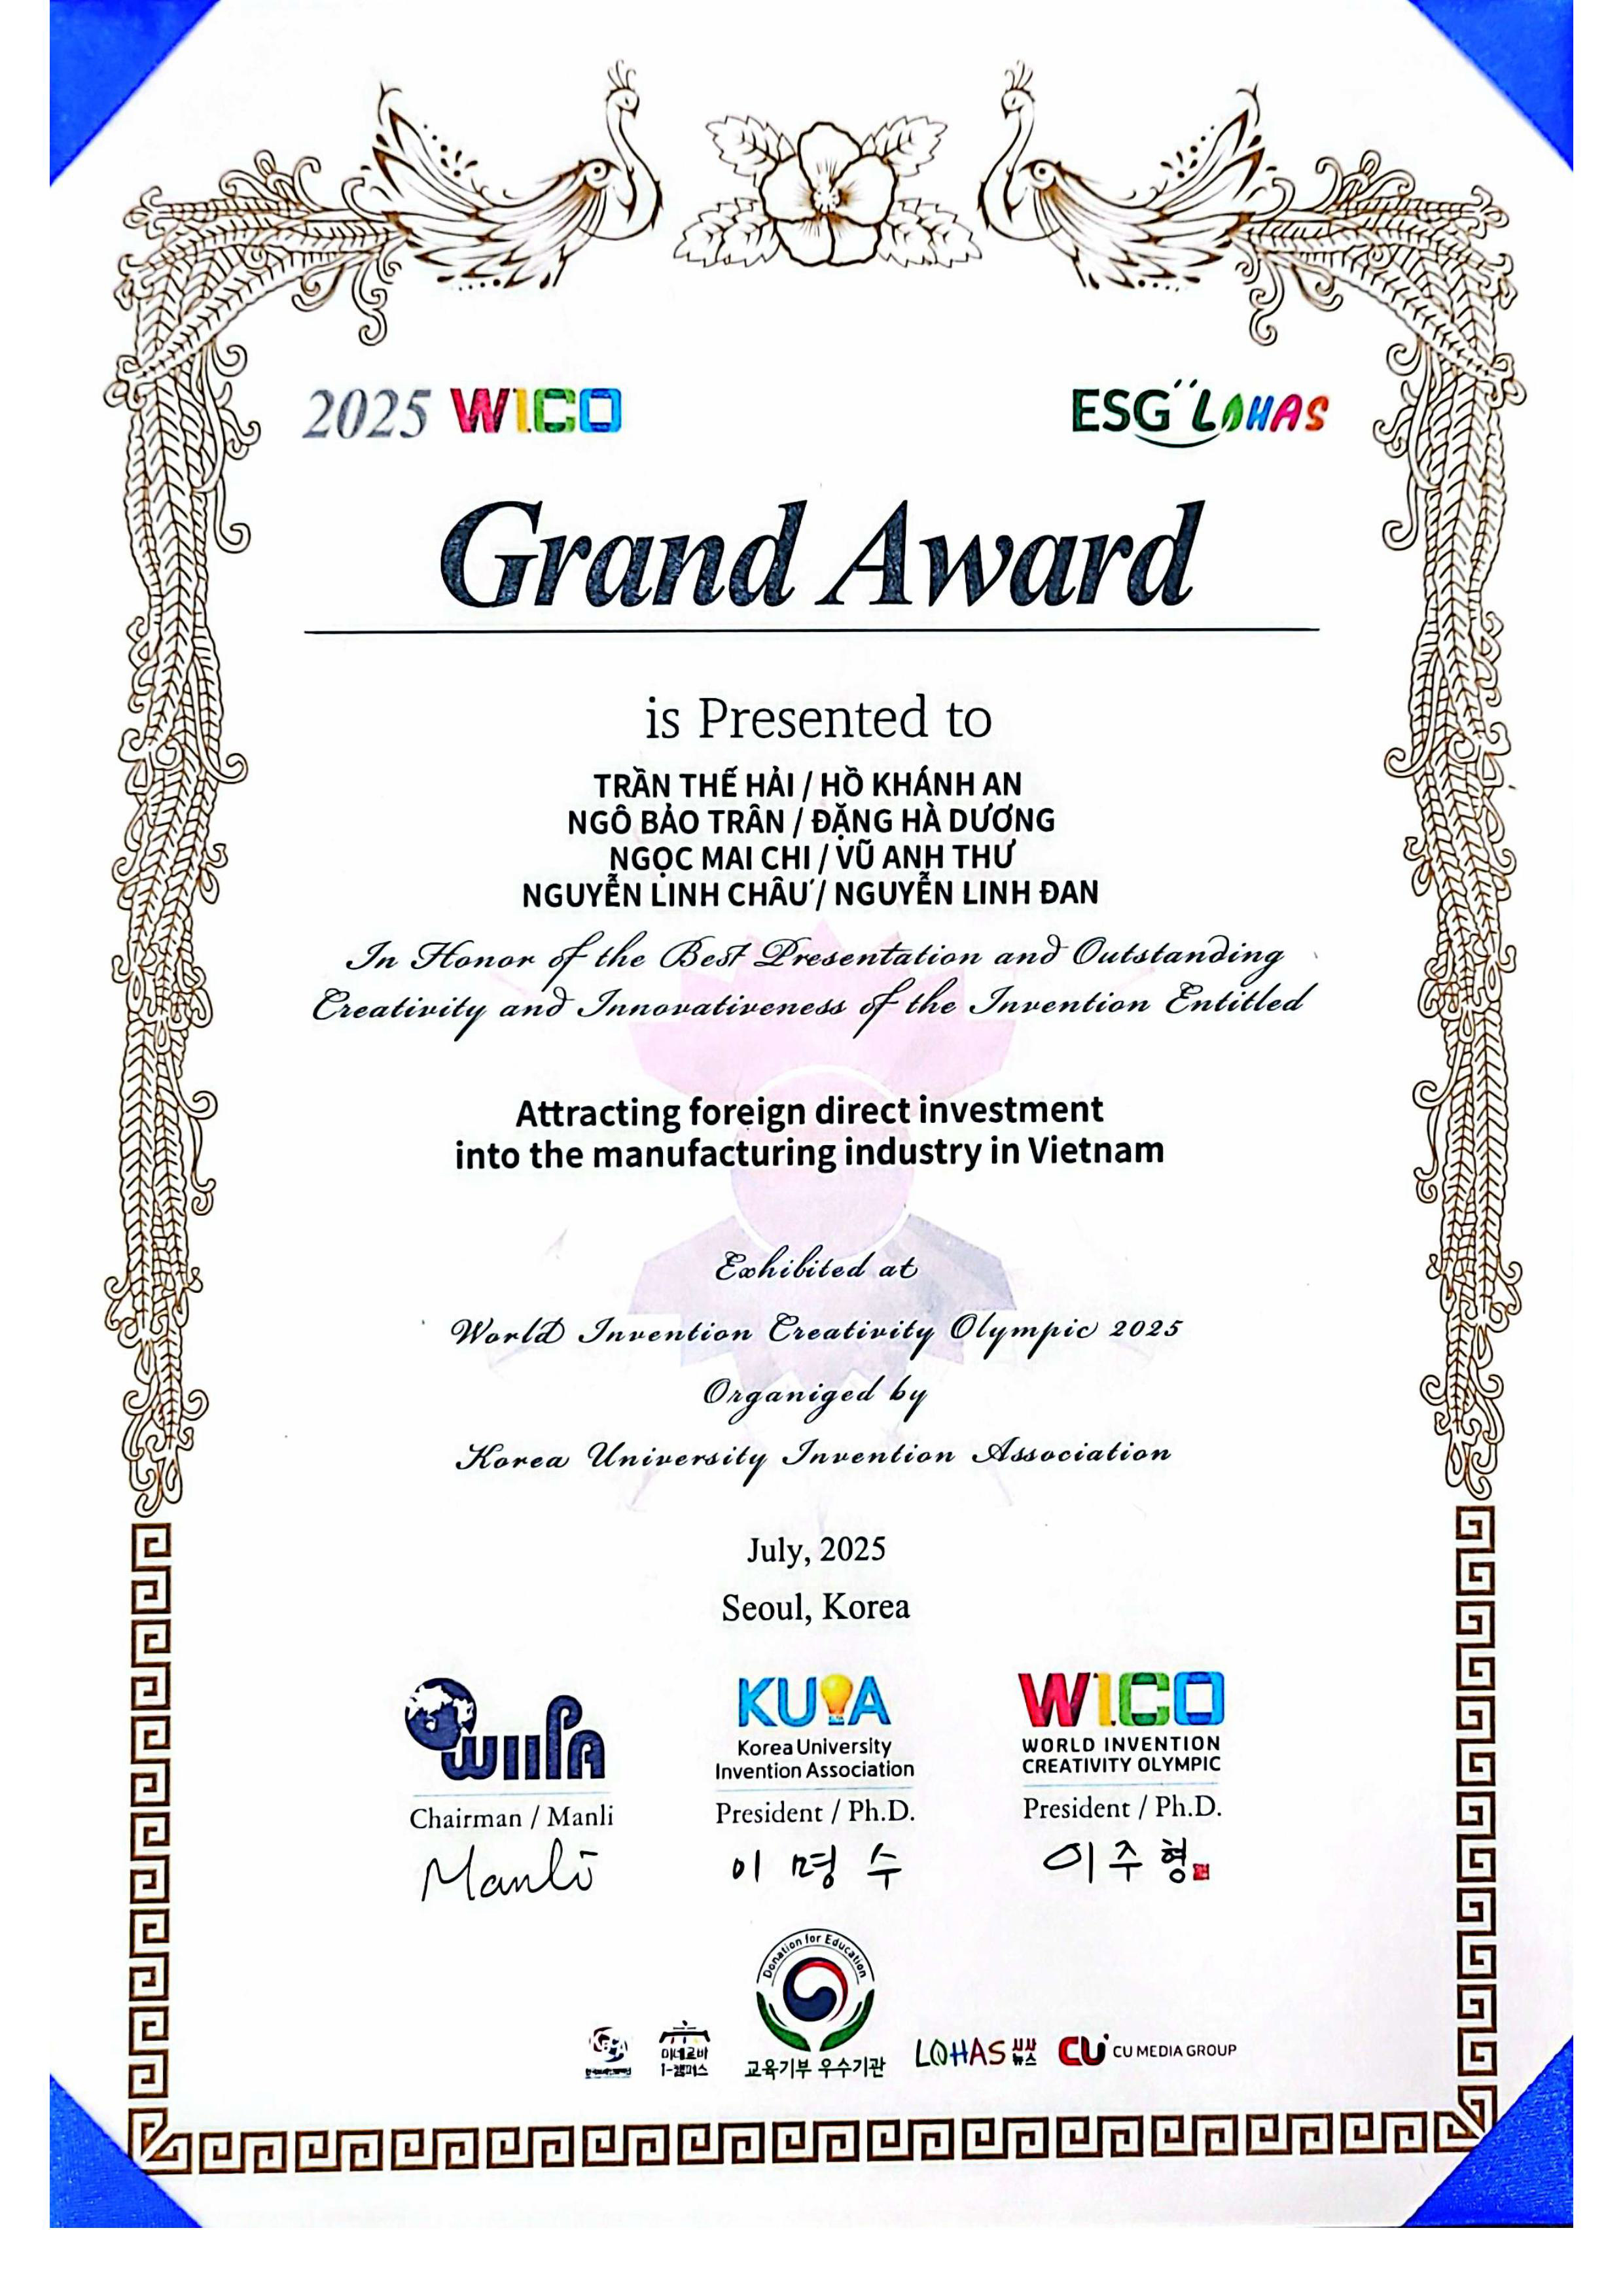 2025 WICO
ESG LOHAS
Grand Award
is Presented to
TRẦN THẾ HẢI / HỒ KHÁNH AN
NGÔ BẢO TRÂN / ĐẶNG HÀ DƯƠNG
NGỌC MAI CHI / VŨ ANH THƯ
NGUYỄN LINH CHÂU / NGUYỄN LINH ĐAN
In Honor of the Best Presentation and Outstanding
Creativity and Innovativeness of the Invention Entitled
Attracting foreign direct investment
into the manufacturing industry in Vietnam
Exhibited at
World Invention Creativity Olympic 2025
Organiged by
Korea University Invention Association
July, 2025
Seoul, Korea
WIIPA
Chairman / Manli
Manli
KUIA
Korea University
Invention Association
President / Ph.D.
이 명 수
WICO
WORLD INVENTION
CREATIVITY OLYMPIC
President / Ph.D.
이주형
Donation for Education
교육기부 우수기관
미네르바
I-캠퍼스
LOHAS 시사
뉴스
CU CU MEDIA GROUP